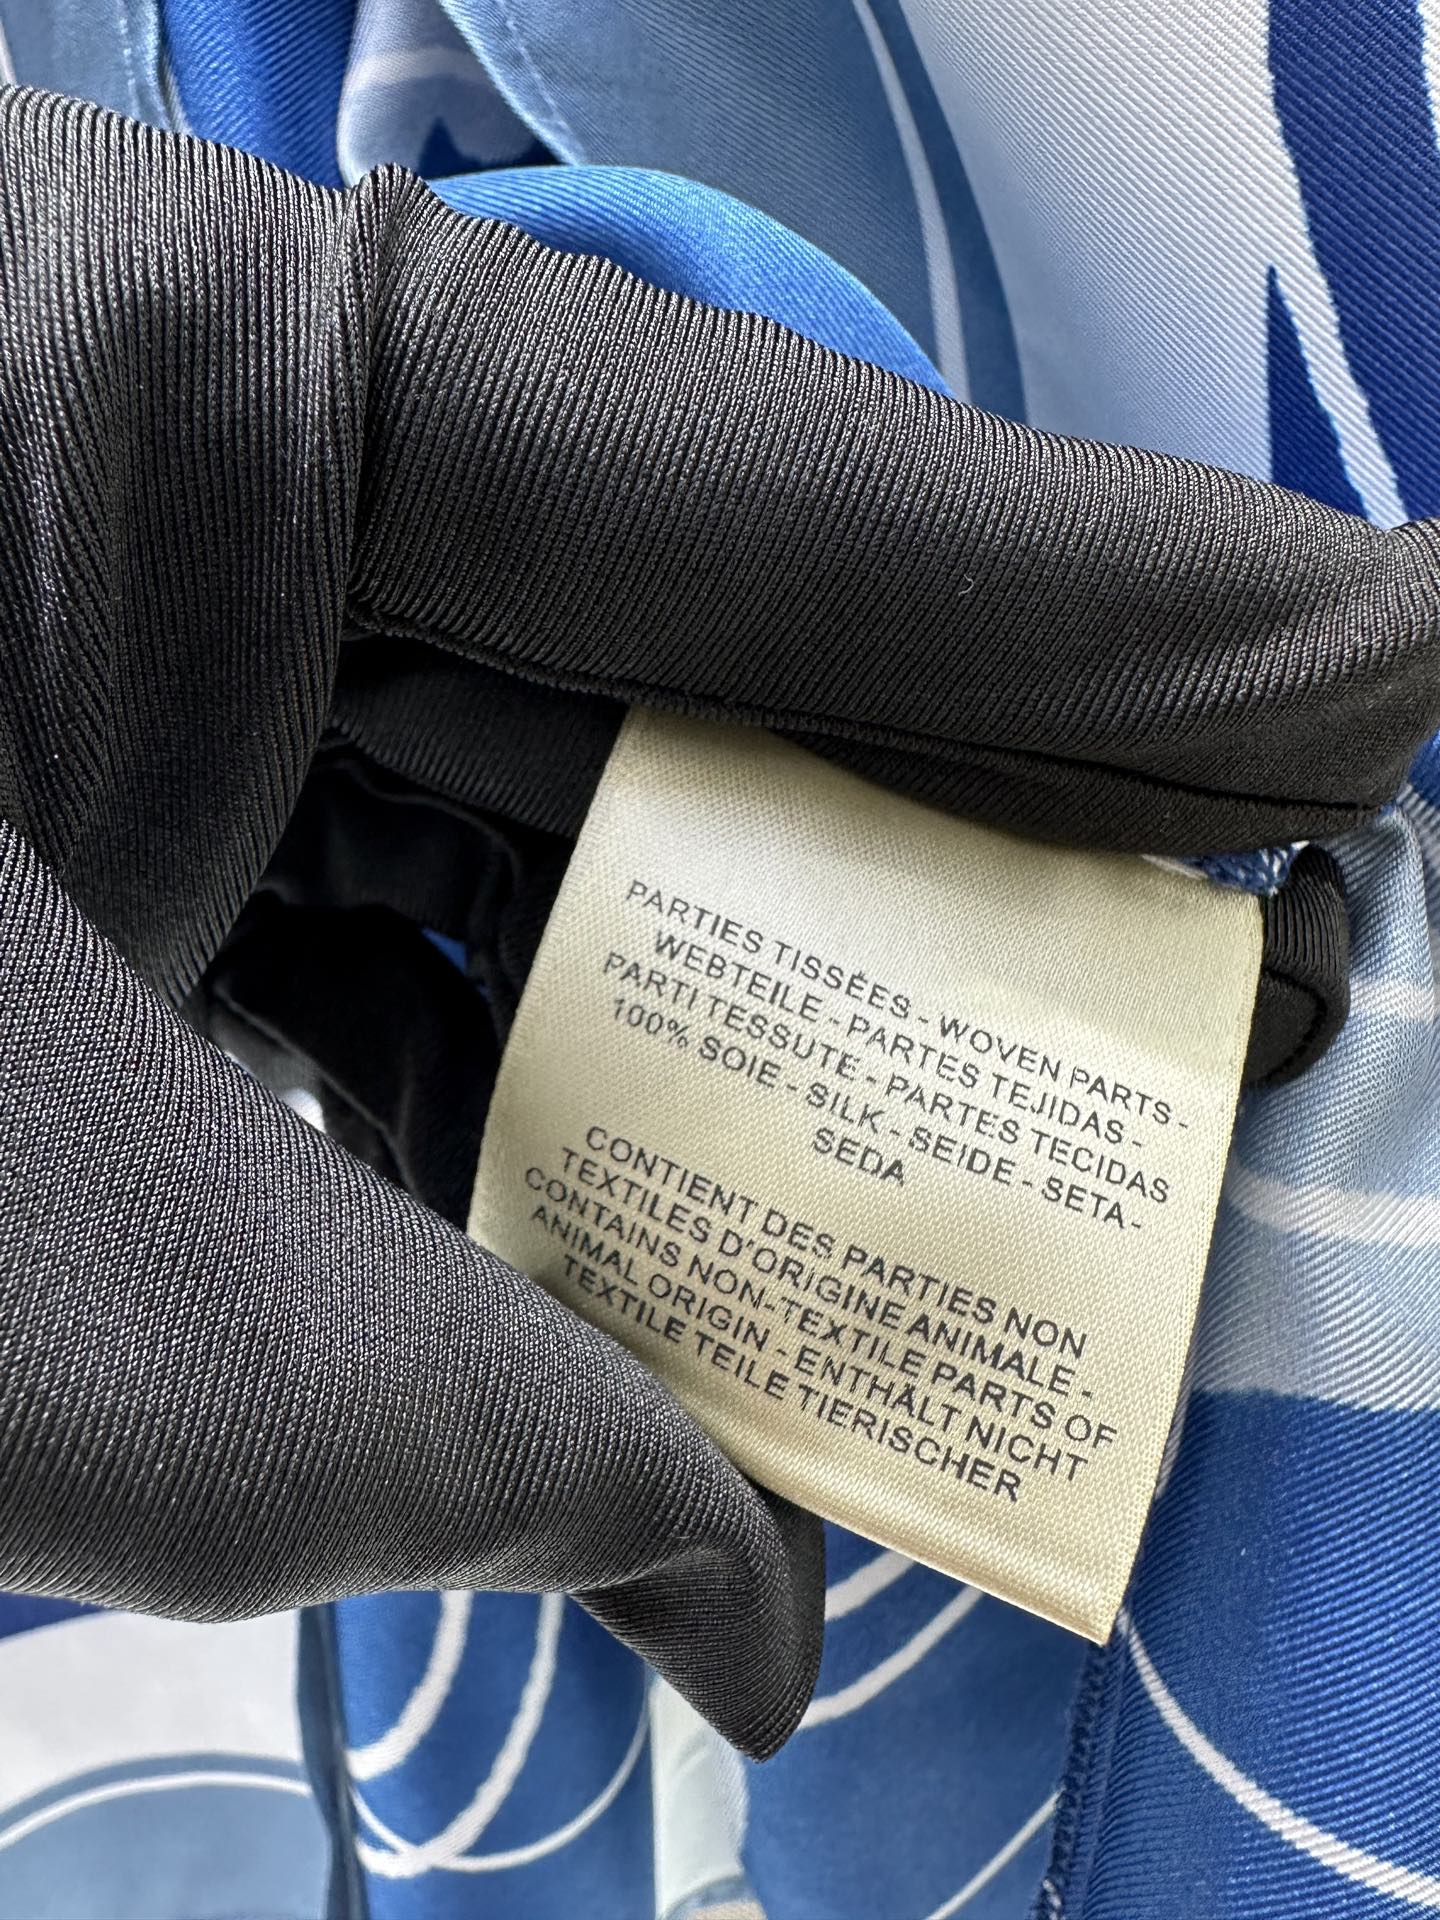 PARTIES TISSÉES - WOVEN PARTS -
WEBTEILE - PARTES TEJIDAS -
PARTI TESSUTE - PARTES TECIDAS
100% SOIE - SILK - SEIDE - SETA -
SEDA
CONTIENT DES PARTIES NON
TEXTILES D'ORIGINE ANIMALE -
CONTAINS NON-TEXTILE PARTS OF
ANIMAL ORIGIN - ENTHÄLT NICHT
TEXTILE TEILE TIERISCHER